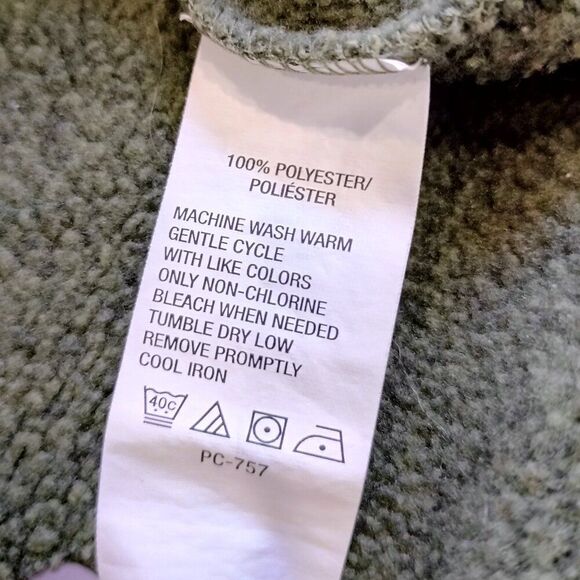 100% POLYESTER/
POLIÉSTER
MACHINE WASH WARM
GENTLE CYCLE
WITH LIKE COLORS
ONLY NON-CHLORINE
BLEACH WHEN NEEDED
TUMBLE DRY LOW
REMOVE PROMPTLY
COOL IRON
40C
PC-757